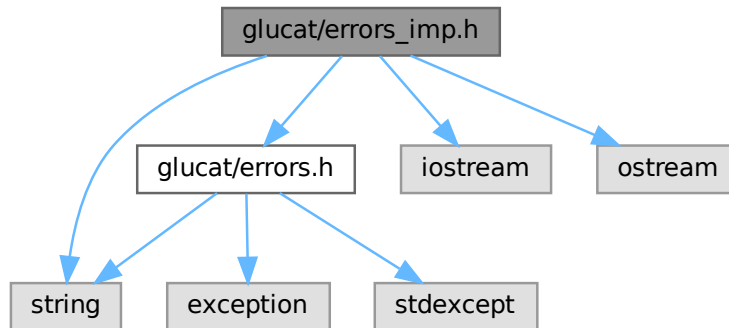 glucat/errors_imp.h
glucat/errors.h
iostream
ostream
string
exception
stdexcept